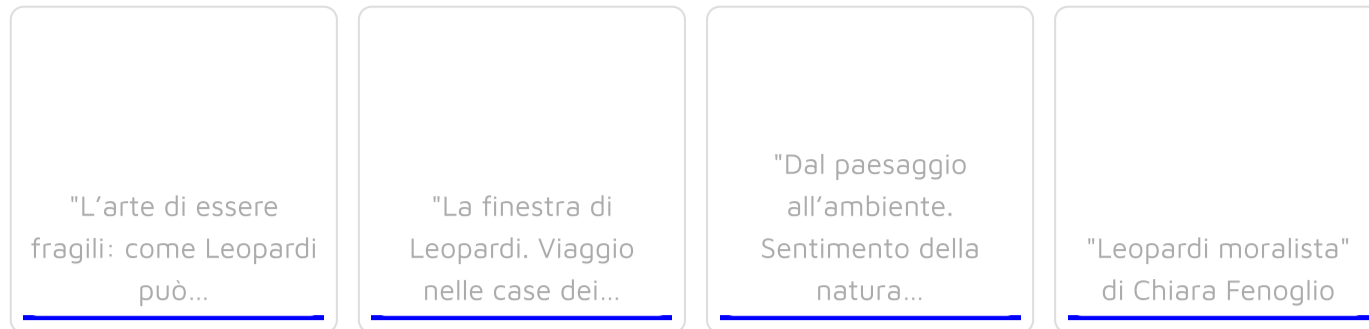 "L’arte di essere
fragili: come Leopardi
può...
"La finestra di
Leopardi. Viaggio
nelle case dei...
"Dal paesaggio
all’ambiente.
Sentimento della
natura...
"Leopardi moralista"
di Chiara Fenoglio